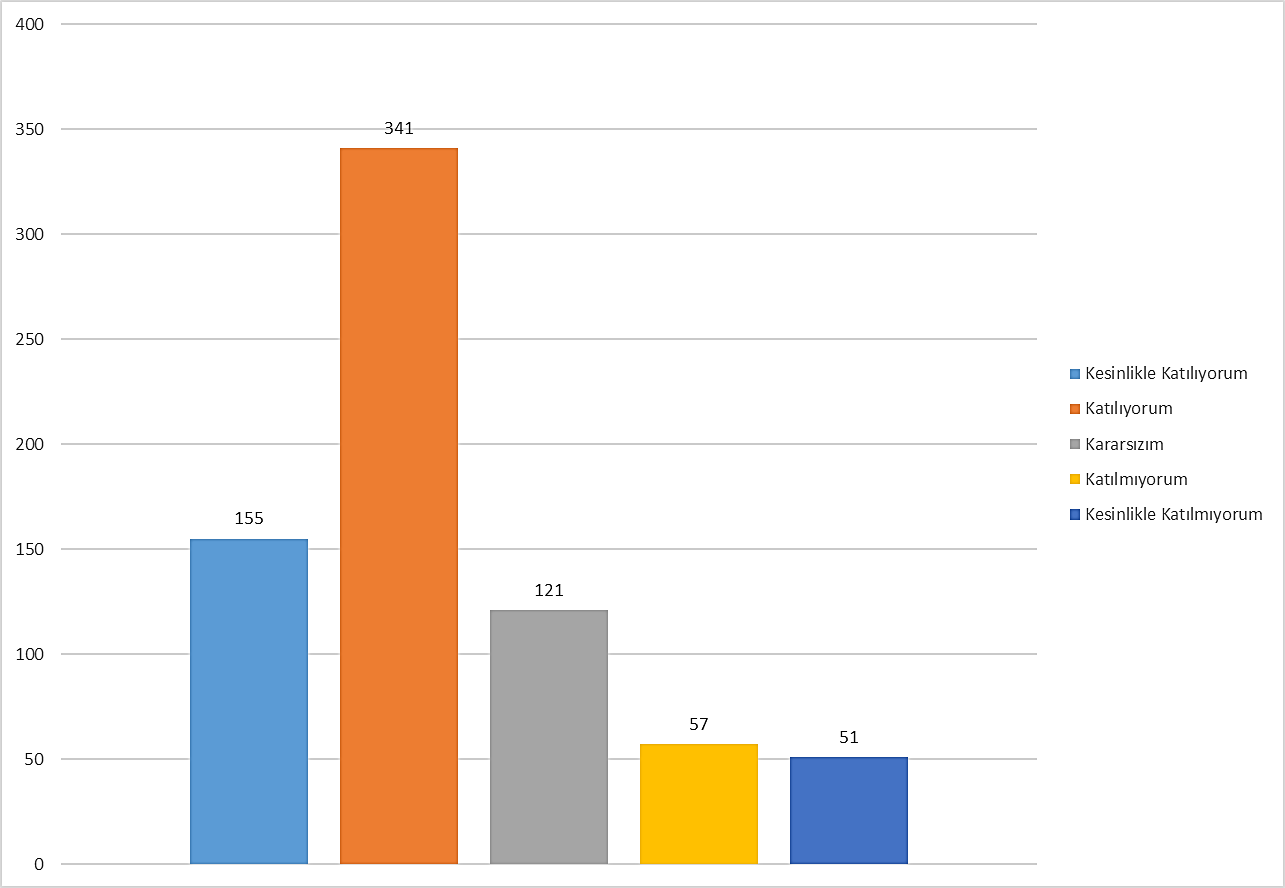 400
350
300
250
200
150
100
50
0
155
341
121
57
51
Kesinlikle Katılıyorum
Katılıyorum
Kararsızım
Katılmıyorum
Kesinlikle Katılmıyorum